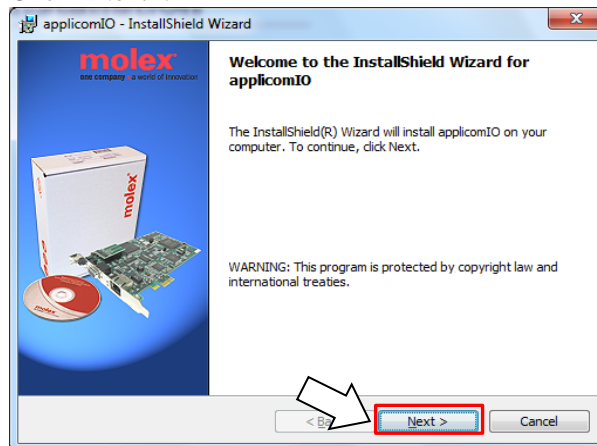 applicomIO - InstallShield Wizard
molex
one company › a world of innovation
Welcome to the InstallShield Wizard for
applicomIO
The InstallShield(R) Wizard will install applicomIO on your
computer. To continue, click Next.
molex
WARNING: This program is protected by copyright law and
international treaties.
molex
Next >
Cancel